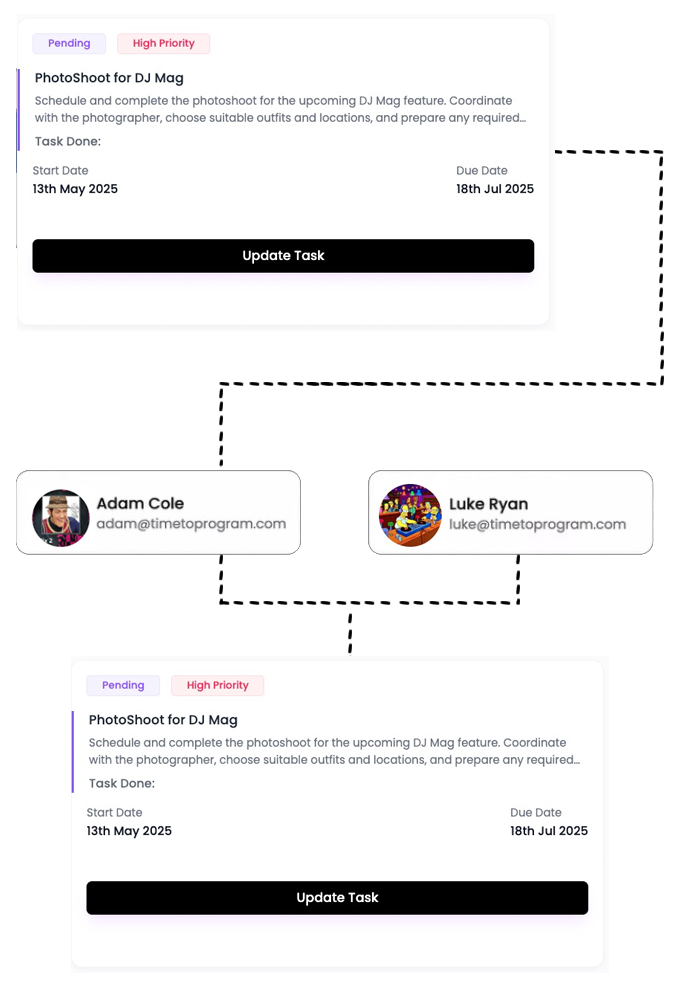 Pending High Priority
PhotoShoot for DJ Mag
Schedule and complete the photoshoot for the upcoming DJ Mag feature. Coordinate
with the photographer, choose suitable outfits and locations, and prepare any required...
Task Done:
Start Date Due Date
13th May 2025 18th Jul 2025
Update Task
Adam Cole
adam@timetoprogram.com
Luke Ryan
luke@timetoprogram.com
Pending High Priority
PhotoShoot for DJ Mag
Schedule and complete the photoshoot for the upcoming DJ Mag feature. Coordinate
with the photographer, choose suitable outfits and locations, and prepare any required...
Task Done:
Start Date Due Date
13th May 2025 18th Jul 2025
Update Task